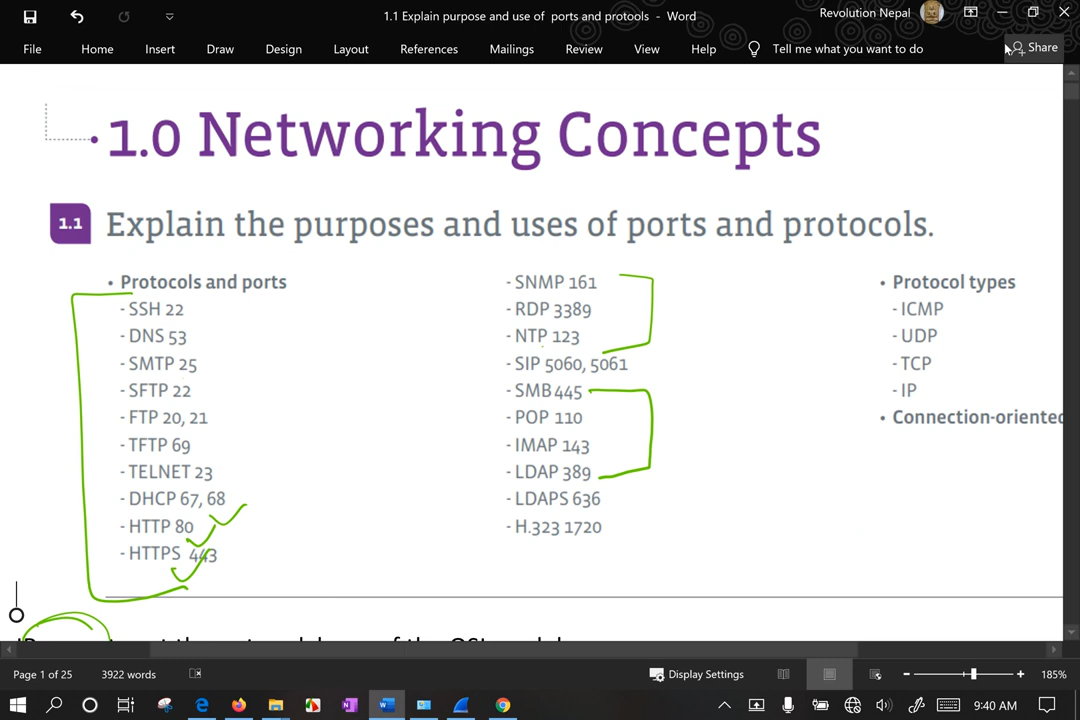 1.1 Explain purpose and use of ports and protools - Word
Revolution Nepal
File Home Insert Draw Design Layout References Mailings Review View Help Tell me what you want to do Share
1.0 Networking Concepts
1.1 Explain the purposes and uses of ports and protocols.
• Protocols and ports
- SSH 22
- DNS 53
- SMTP 25
- SFTP 22
- FTP 20, 21
- TFTP 69
- TELNET 23
- DHCP 67, 68
- HTTP 80
- HTTPS 443
- SNMP 161
- RDP 3389
- NTP 123
- SIP 5060, 5061
- SMB 445
- POP 110
- IMAP 143
- LDAP 389
- LDAPS 636
- H.323 1720
• Protocol types
- ICMP
- UDP
- TCP
- IP
• Connection-oriented
Page 1 of 25 3922 words Display Settings 185%
9:40 AM